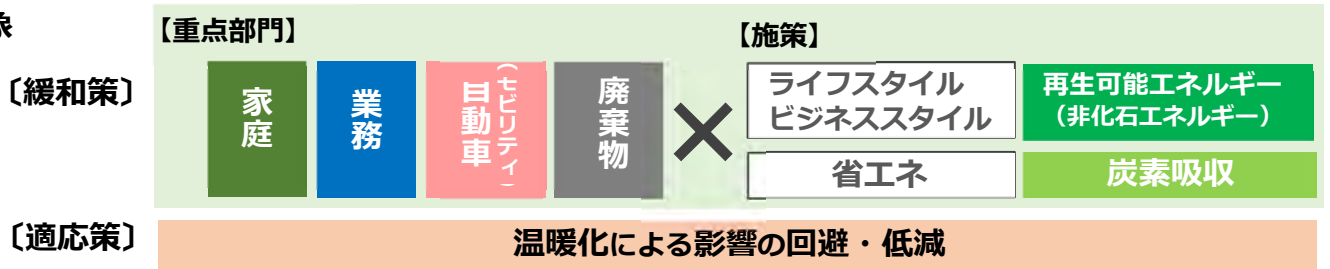 象
【重点部門】
【施策】
〔緩和策〕
家庭
業務
自動車
（モビリティ）
廃棄物
×
ライフスタイル
ビジネススタイル
再生可能エネルギー
（非化石エネルギー）
省エネ
炭素吸収
〔適応策〕
温暖化による影響の回避・低減